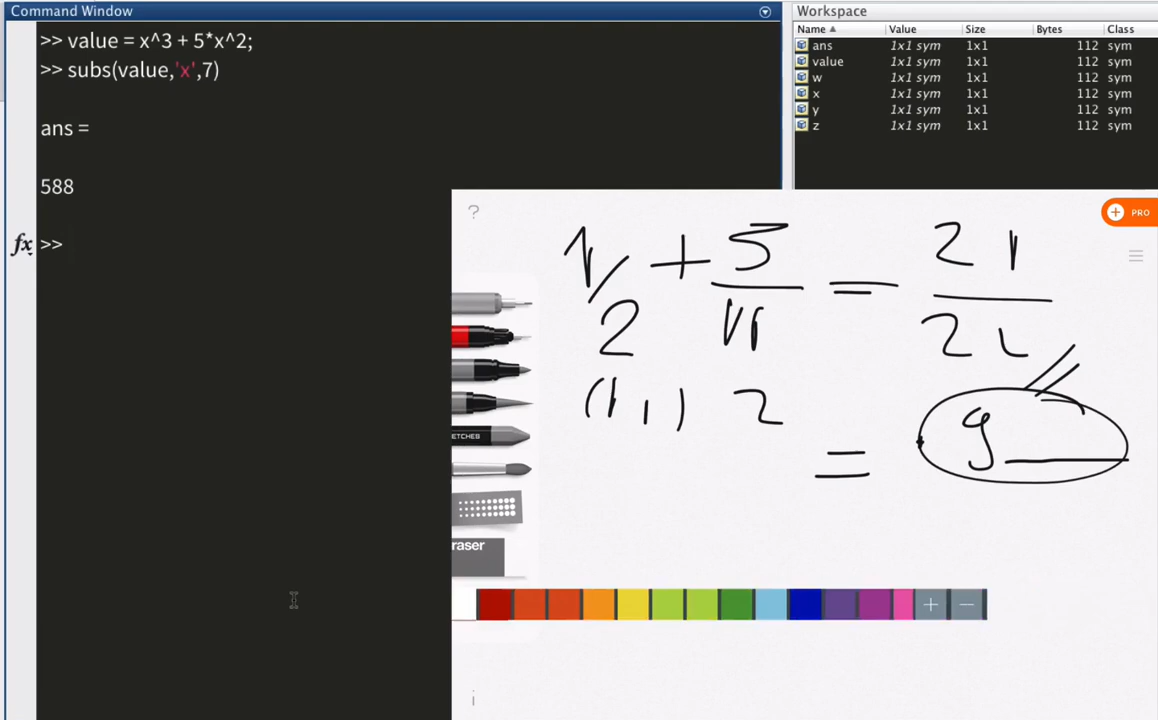 Command Window
>> value = x^3 + 5*x^2;
>> subs(value,'x',7)
ans =
588
fx >>
Workspace
Name Value Size Bytes Class
ans 1x1 sym 1x1 112 sym
value 1x1 sym 1x1 112 sym
w 1x1 sym 1x1 112 sym
x 1x1 sym 1x1 112 sym
y 1x1 sym 1x1 112 sym
z 1x1 sym 1x1 112 sym
?
+ PRO
1/2 + 5/11 = 21/22
(11) 2
= 9
ETCHES
raser
+ −
i